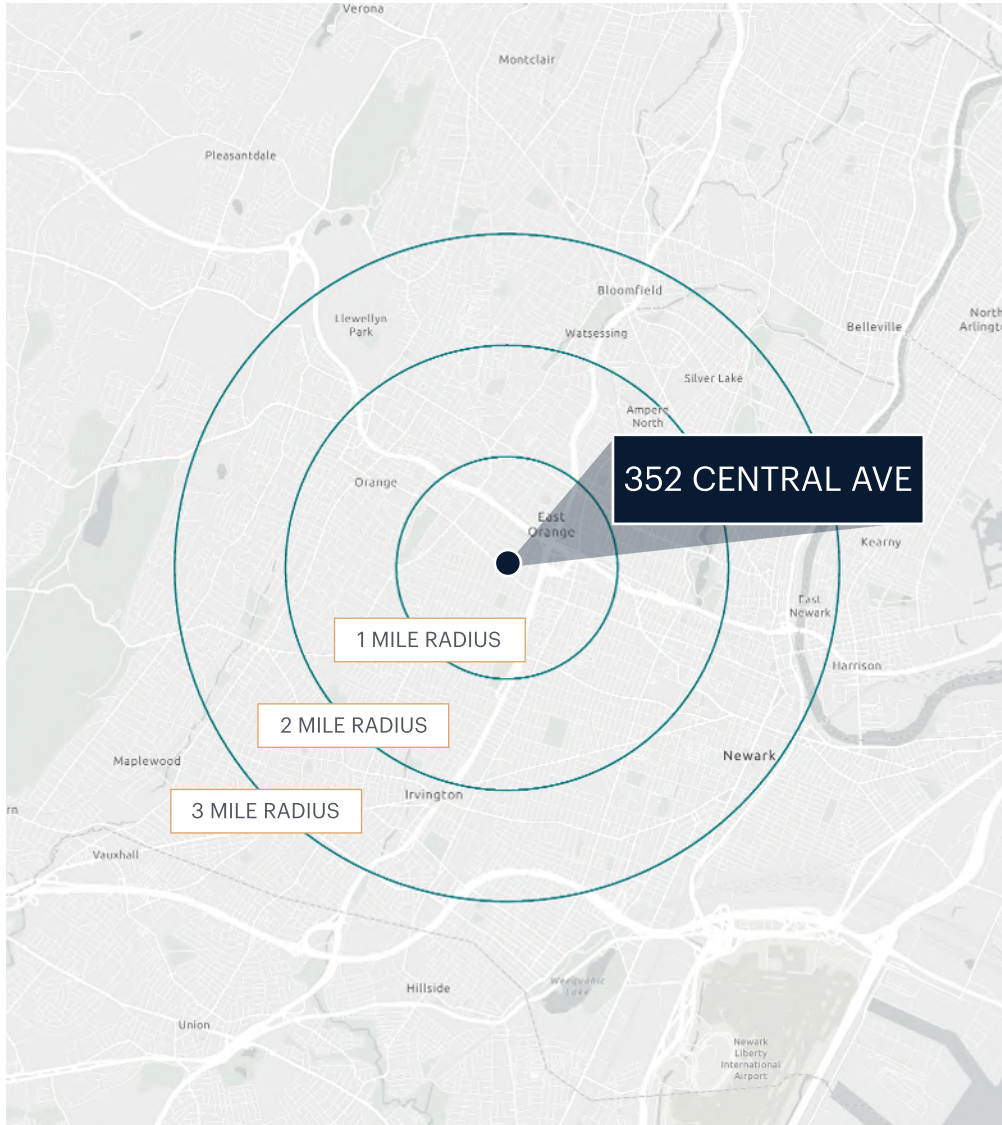 Verona
Montclair
Pleasantdale
Bloomfield
Llewellyn
Park
Watsessing
Belleville
North
Silver Lake
Ampere
North
352 CENTRAL AVE
Orange
East
Orange
Kearny
East
Newark
1 MILE RADIUS
Harrison
2 MILE RADIUS
Newark
Maplewood
Irvington
3 MILE RADIUS
Vauxhall
Weequahic
Lake
Hillside
Union
Newark
Liberty
International
Airport